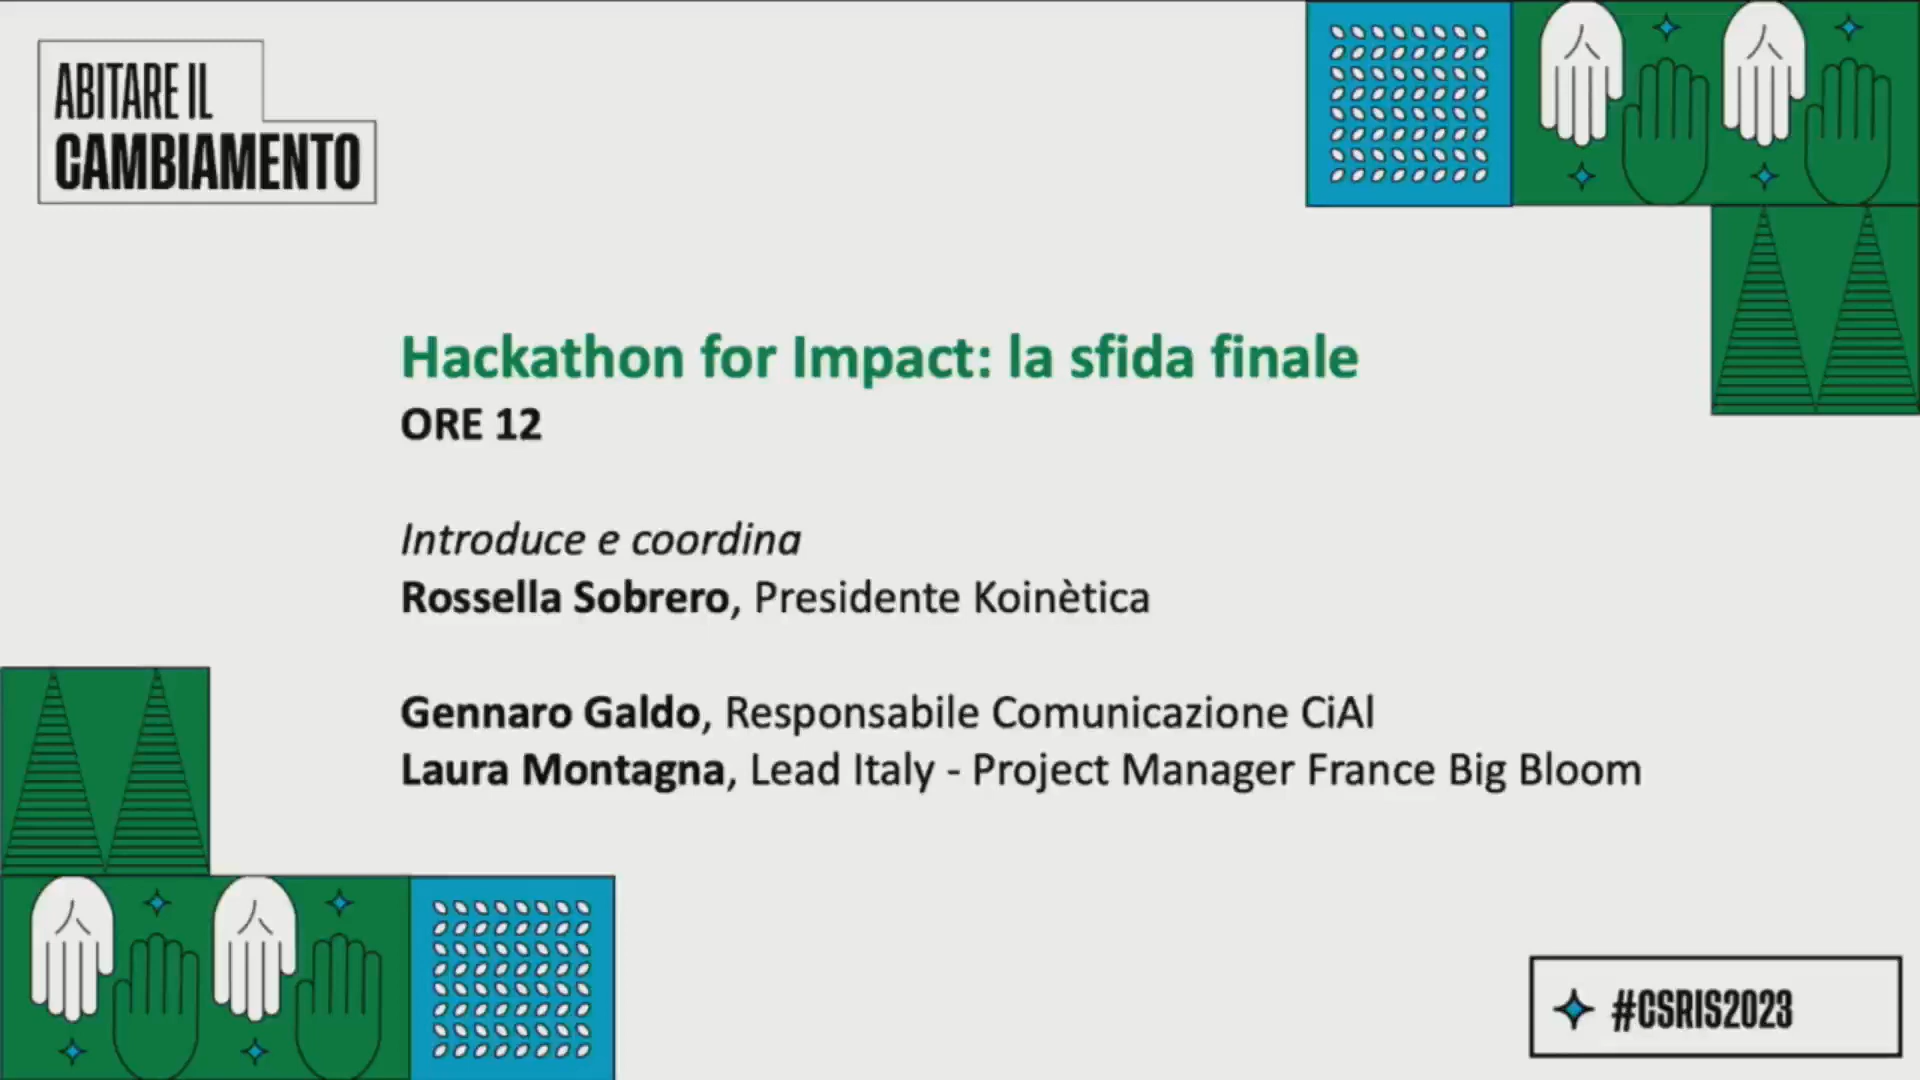 ABITARE IL
CAMBIAMENTO
Hackathon for Impact: la sfida finale
ORE 12
Introduce e coordina
Rossella Sobrero, Presidente Koinètica
Gennaro Galdo, Responsabile Comunicazione CiAl
Laura Montagna, Lead Italy - Project Manager France Big Bloom
#CSRIS2023